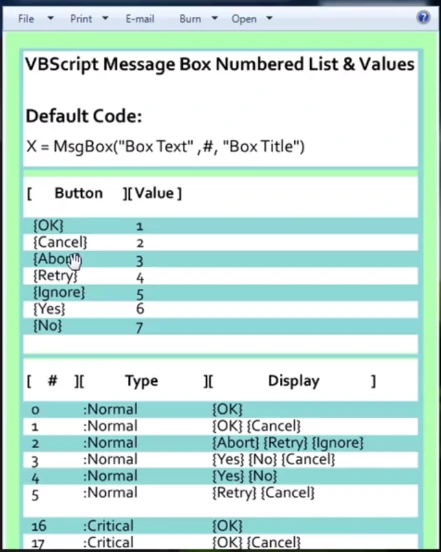 File Print E-mail Burn Open
VBScript Message Box Numbered List & Values
Default Code:
X = MsgBox("Box Text" ,#, "Box Title")
[ Button ][ Value ]
{OK} 1
{Cancel} 2
{Abort} 3
{Retry} 4
{Ignore} 5
{Yes} 6
{No} 7
[ # ][ Type ][ Display ]
0 :Normal {OK}
1 :Normal {OK} {Cancel}
2 :Normal {Abort} {Retry} {Ignore}
3 :Normal {Yes} {No} {Cancel}
4 :Normal {Yes} {No}
5 :Normal {Retry} {Cancel}
16 :Critical {OK}
17 :Critical {OK} {Cancel}